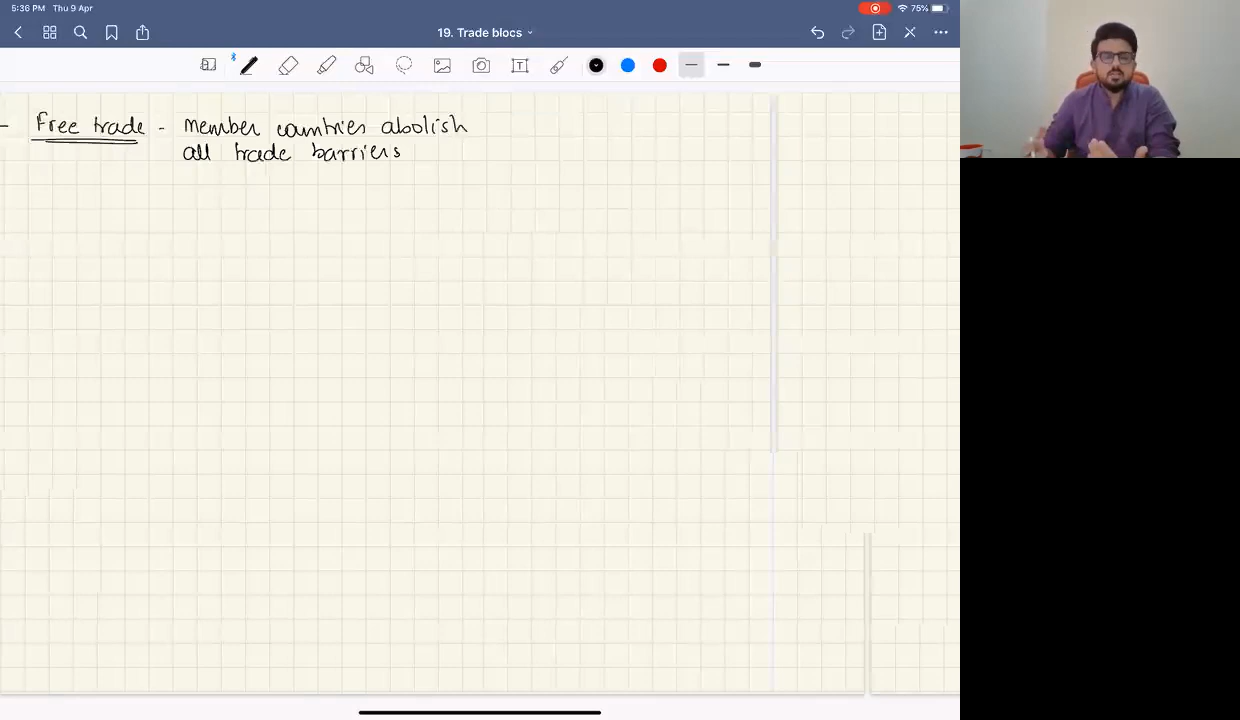 5:36 PM Thu 9 Apr
75%
19. Trade blocs
T
- Free trade - member countries abolish
all trade barriers